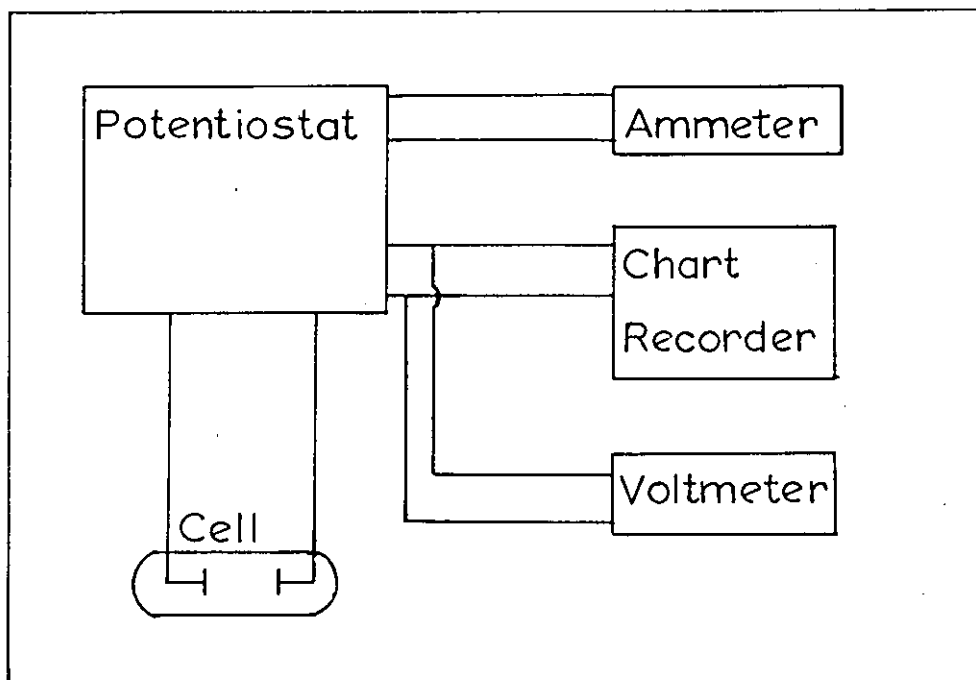 Potentiostat
Ammeter
Chart
Recorder
Voltmeter
Cell